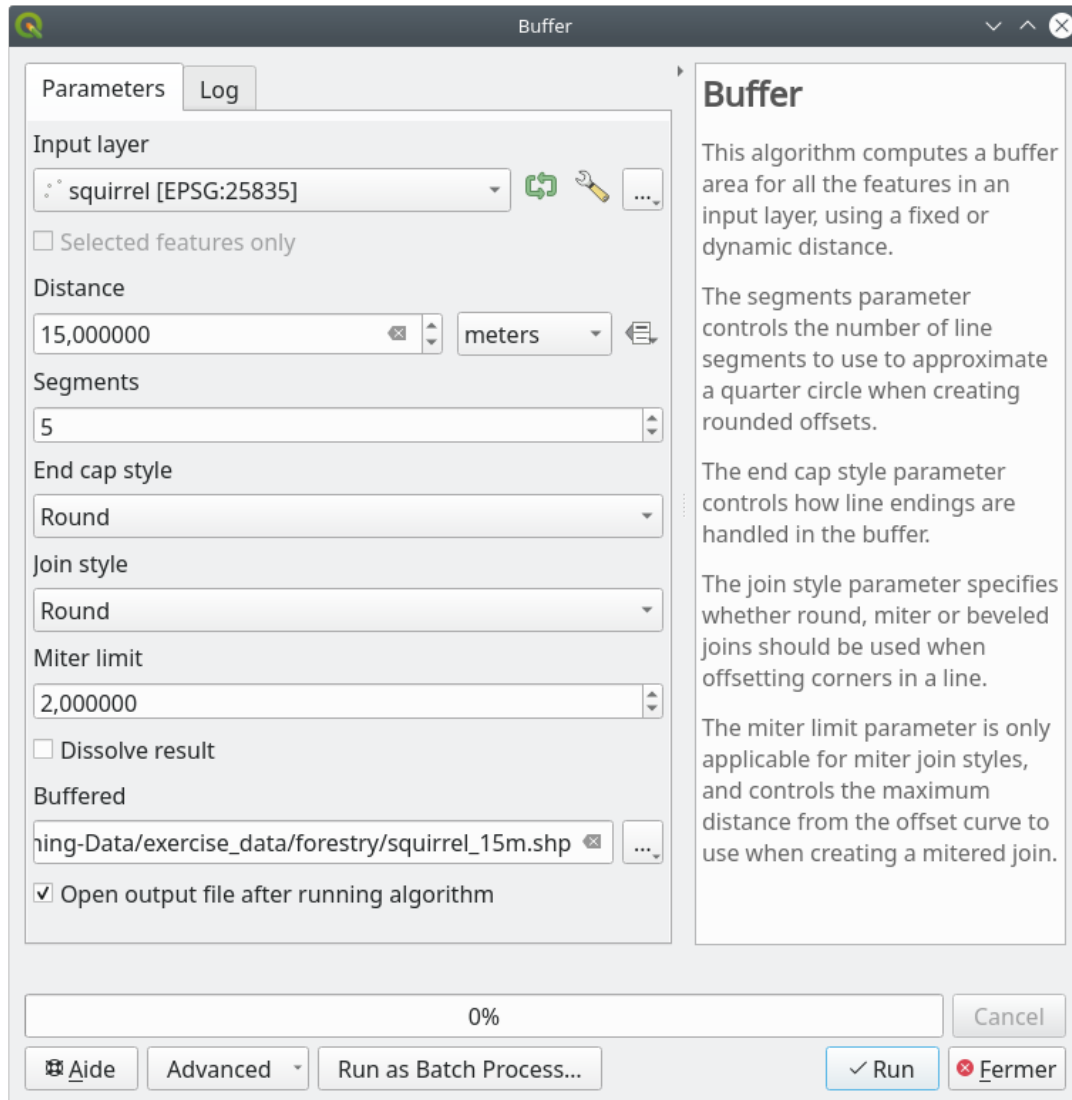 Buffer
Parameters
Log
Input layer
squirrel [EPSG:25835]
...
Selected features only
Distance
15,000000
meters
Segments
5
End cap style
Round
Join style
Round
Miter limit
2,000000
Dissolve result
Buffered
ning-Data/exercise_data/forestry/squirrel_15m.shp
...
Open output file after running algorithm
Buffer
This algorithm computes a buffer
area for all the features in an
input layer, using a fixed or
dynamic distance.
The segments parameter
controls the number of line
segments to use to approximate
a quarter circle when creating
rounded offsets.
The end cap style parameter
controls how line endings are
handled in the buffer.
The join style parameter specifies
whether round, miter or beveled
joins should be used when
offsetting corners in a line.
The miter limit parameter is only
applicable for miter join styles,
and controls the maximum
distance from the offset curve to
use when creating a mitered join.
0%
Cancel
Aide
Advanced
Run as Batch Process...
Run
Fermer